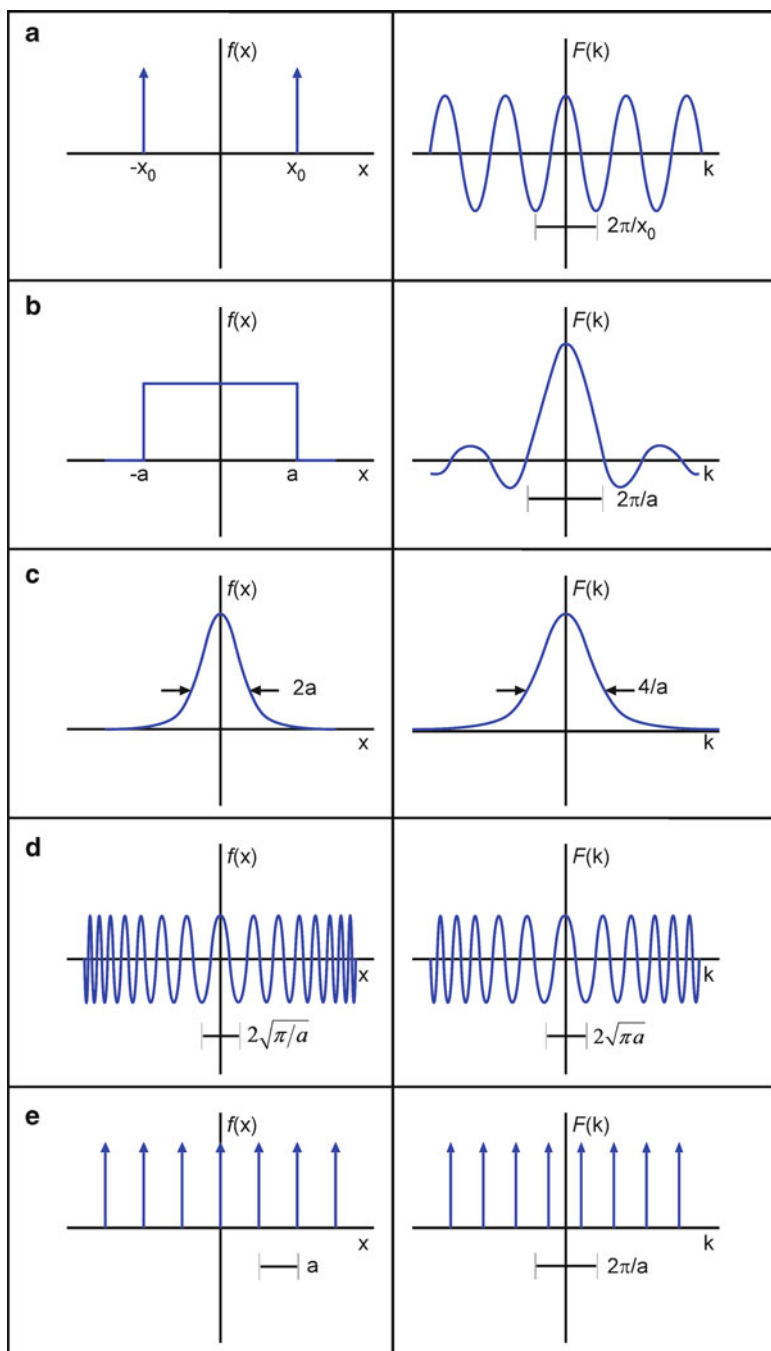 a
f(x)
-x₀
x₀
x
F(k)
k
2π/x₀
b
f(x)
-a
a
x
F(k)
k
2π/a
c
f(x)
2a
x
F(k)
4/a
k
d
f(x)
x
2√π/a
F(k)
k
2√πa
e
f(x)
x
a
F(k)
k
2π/a